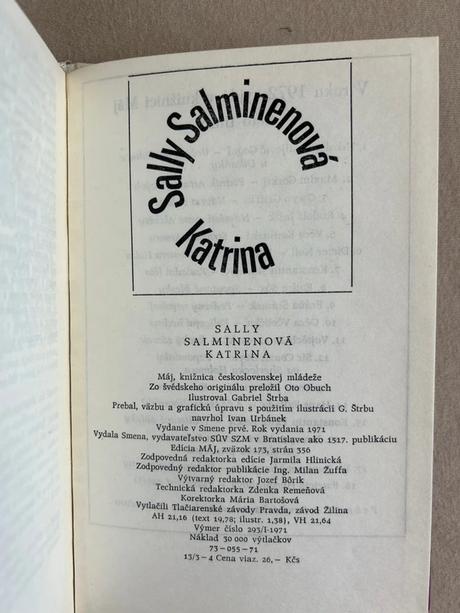 Sally Salminenová
Katrina
SALLY
SALMINENOVÁ
KATRINA
Máj, knižnica československej mládeže
Zo švédskeho originálu preložil Oto Obuch
Ilustroval Gabriel Štrba
Prebal, väzbu a grafickú úpravu s použitím ilustrácií G. Štrbu
navrhol Ivan Urbánek
Vydanie v Smene prvé. Rok vydania 1971
Vydala Smena, vydavateľstvo SÚV SZM v Bratislave ako 1517. publikáciu
Edícia MÁJ, zväzok 173, strán 356
Zodpovedná redaktorka edície Jarmila Hlinická
Zodpovedný redaktor publikácie Ing. Milan Žuffa
Výtvarný redaktor Jozef Bôrik
Technická redaktorka Zdenka Remeňová
Korektorka Mária Bartošová
Vytlačili Tlačiarenské závody Pravda, závod Žilina
AH 21,16 (text 19,78; ilustr. 1,38), VH 21,64
Výmer číslo 293/I-1971
Náklad 30 000 výtlačkov
73-055-71
13/3-4 Cena viaz. 26,- Kčs